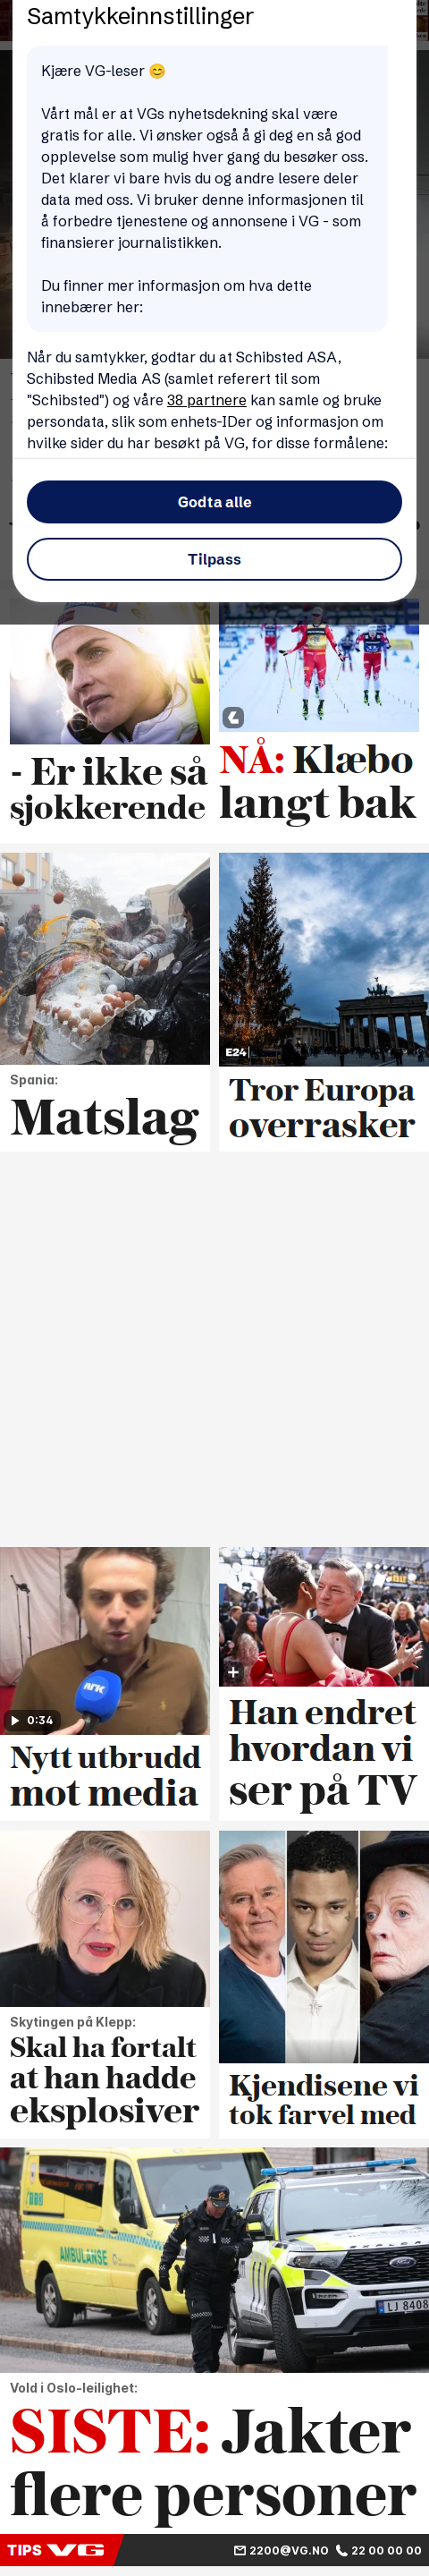 Samtykkeinnstillinger
Kjære VG-leser 😊
Vårt mål er at VGs nyhetsdekning skal være
gratis for alle. Vi ønsker også å gi deg en så god
opplevelse som mulig hver gang du besøker oss.
Det klarer vi bare hvis du og andre lesere deler
data med oss. Vi bruker denne informasjonen til
å forbedre tjenestene og annonsene i VG - som
finansierer journalistikken.
Du finner mer informasjon om hva dette
innebærer her:
Når du samtykker, godtar du at Schibsted ASA,
Schibsted Media AS (samlet referert til som
"Schibsted") og våre 38 partnere kan samle og bruke
persondata, slik som enhets-IDer og informasjon om
hvilke sider du har besøkt på VG, for disse formålene:
Godta alle
Tilpass
- Er ikke så
sjokkerende
NÅ: Klæbo
langt bak
Spania:
Matslag
E24
Tror Europa
overrasker
NRK
0:34
Nytt utbrudd
mot media
Han endret
hvordan vi
ser på TV
Skytingen på Klepp:
Skal ha fortalt
at han hadde
eksplosiver
Kjendisene vi
tok farvel med
AMBULANSE
LJ 8408
Vold i Oslo-leilighet:
SISTE: Jakter
flere personer
TIPS VG 2200@VG.NO 22 00 00 00